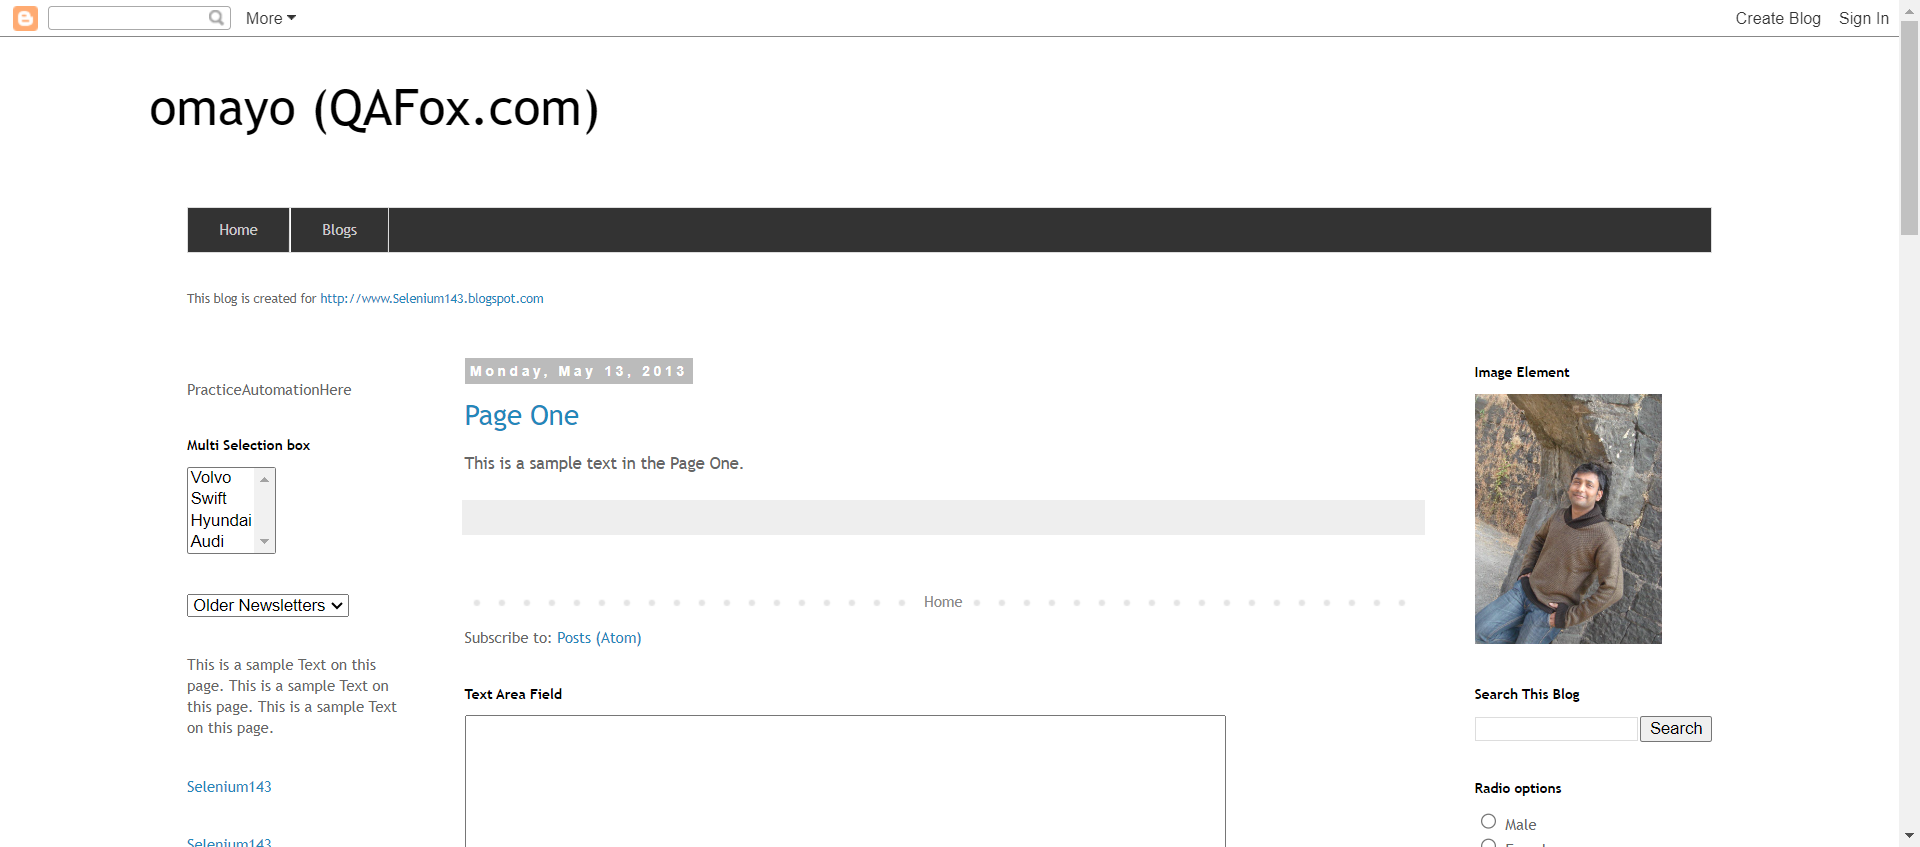 More
Create Blog
Sign In
omayo (QAFox.com)
Home
Blogs
This blog is created for http://www.Selenium143.blogspot.com
PracticeAutomationHere
Multi Selection box
Volvo
Swift
Hyundai
Audi
Older Newsletters
This is a sample Text on this
page. This is a sample Text on
this page. This is a sample Text
on this page.
Selenium143
Selenium143
Monday, May 13, 2013
Page One
This is a sample text in the Page One.
Home
Subscribe to: Posts (Atom)
Text Area Field
Image Element
Search This Blog
Search
Radio options
Male